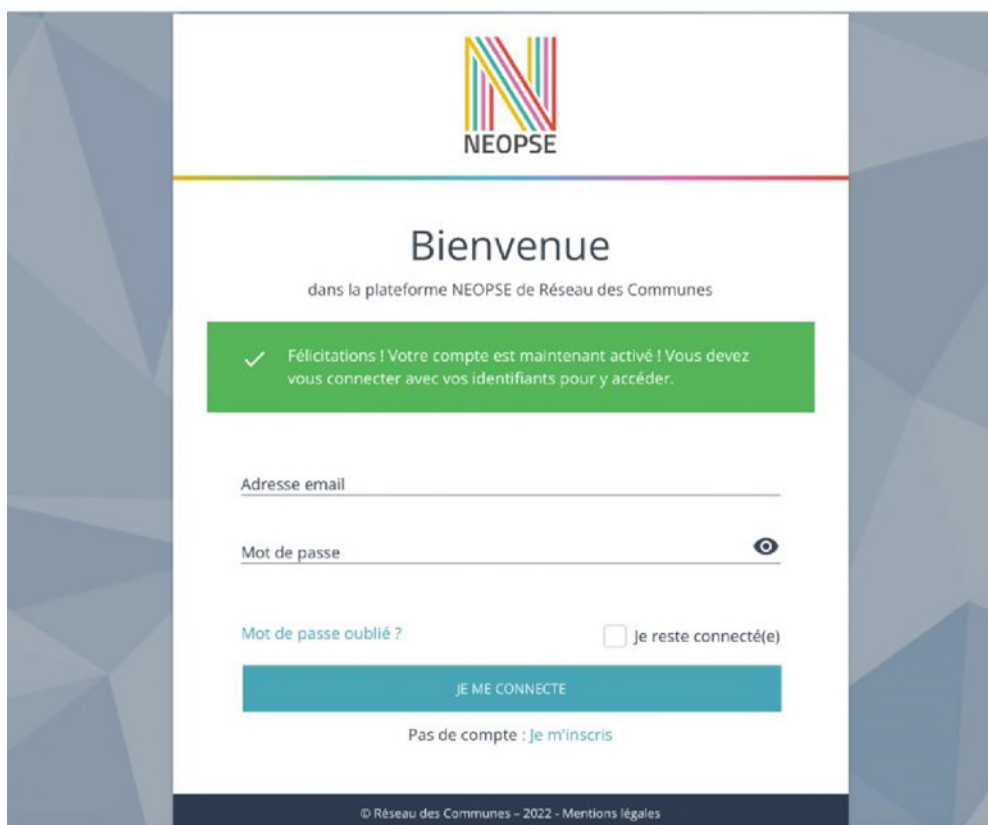 NEOPSE
Bienvenue
dans la plateforme NEOPSE de Réseau des Communes
Félicitations ! Votre compte est maintenant activé ! Vous devez
vous connecter avec vos identifiants pour y accéder.
Adresse email
Mot de passe
Mot de passe oublié ?
Je reste connecté(e)
JE ME CONNECTE
Pas de compte : Je m'inscris
© Réseau des Communes – 2022 - Mentions légales